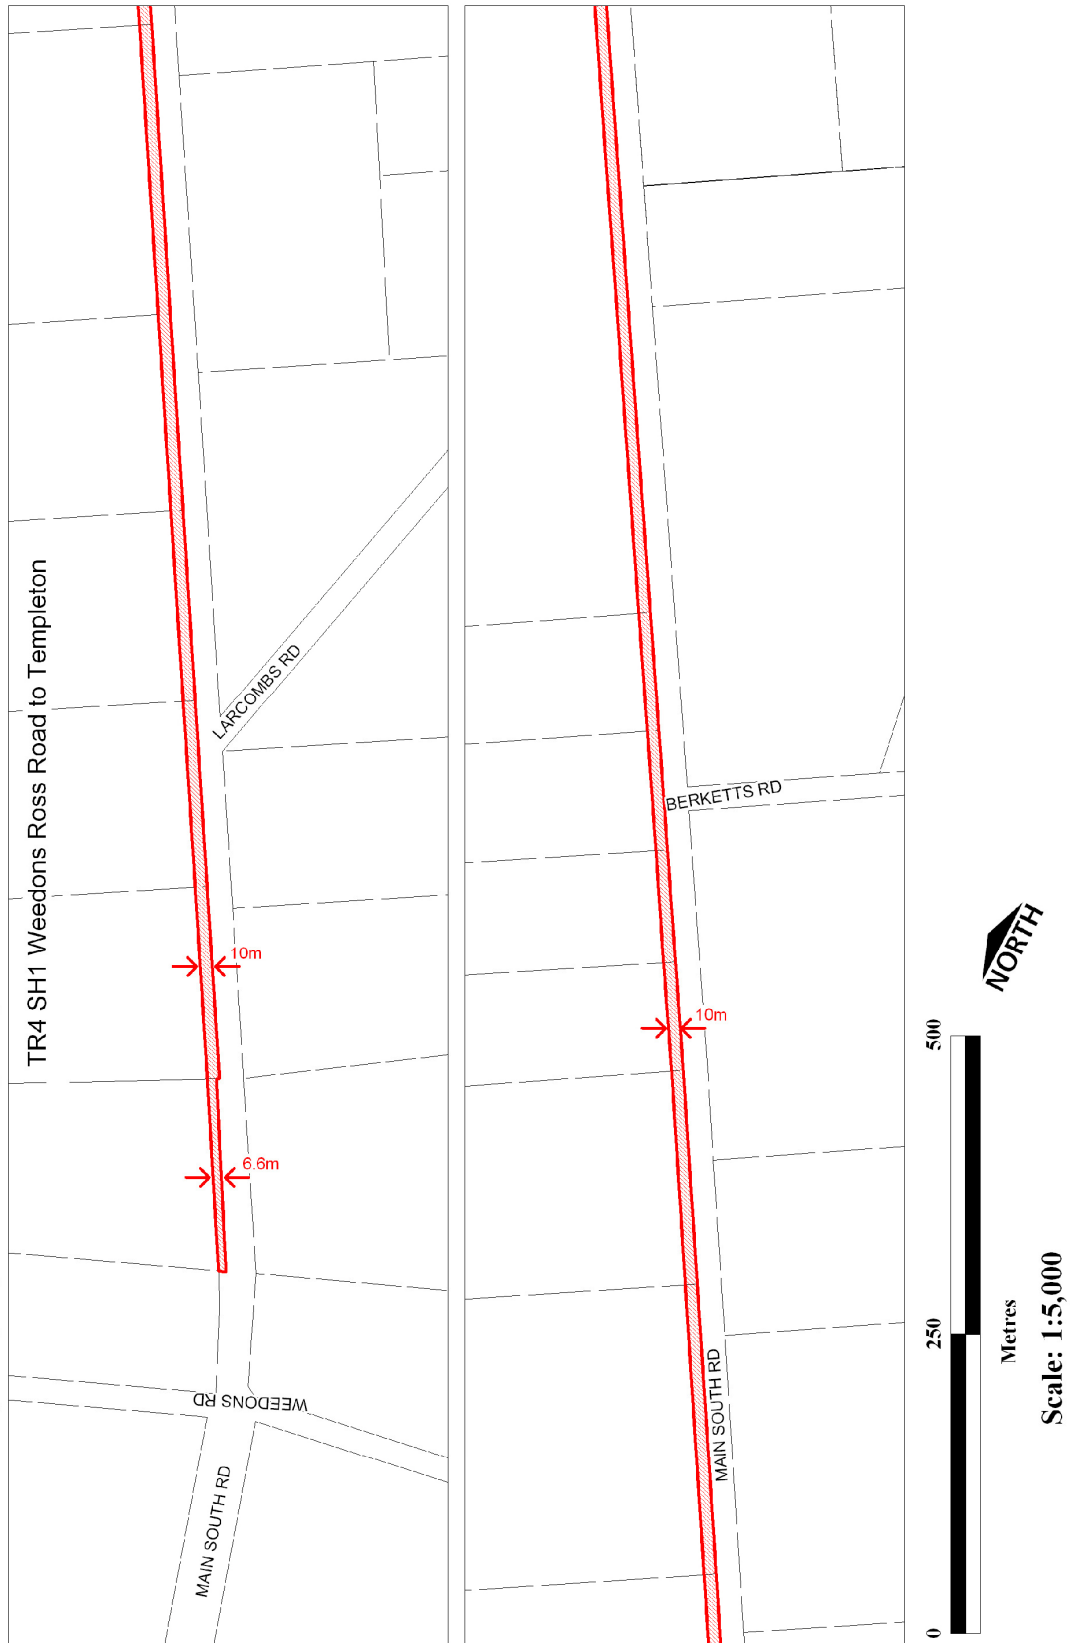 TR4 SH1 Weedons Ross Road to Templeton
LARCOMBS RD
10m
6.6m
WEEDONS RD
MAIN SOUTH RD
BERKETTS RD
10m
MAIN SOUTH RD
NORTH
500
250
0
Metres
Scale: 1:5,000